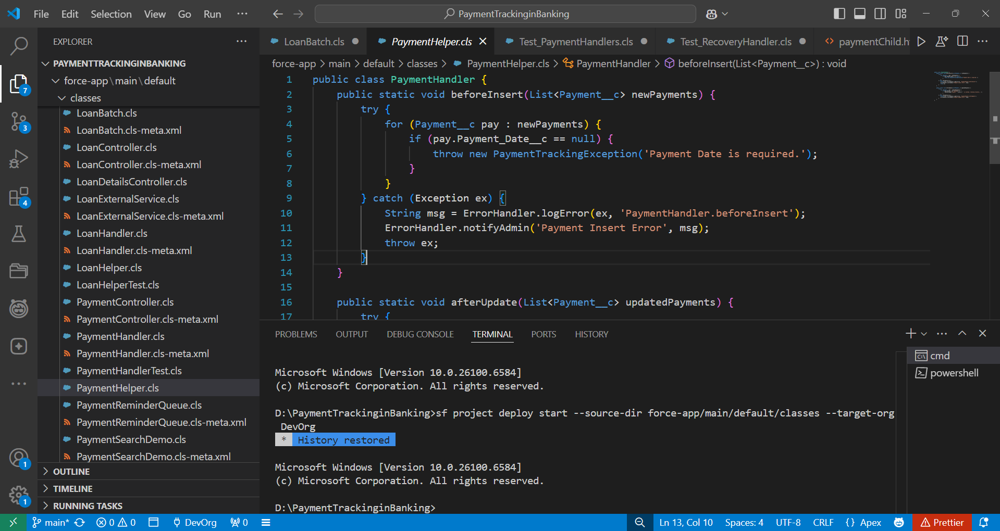 File Edit Selection View Go Run ···
PaymentTrackinginBanking
EXPLORER
PAYMENTTRACKINGINBANKING
force-app\main\default
classes
LoanBatch.cls
LoanBatch.cls-meta.xml
LoanController.cls
LoanController.cls-meta.xml
LoanDetailsController.cls
LoanExternalService.cls
LoanExternalService.cls-meta.xml
LoanHandler.cls
LoanHandler.cls-meta.xml
LoanHelper.cls
LoanHelperTest.cls
PaymentController.cls
PaymentController.cls-meta.xml
PaymentHandler.cls
PaymentHandler.cls-meta.xml
PaymentHandlerTest.cls
PaymentHelper.cls
PaymentReminderQueue.cls
PaymentReminderQueue.cls-meta.xml
PaymentSearchDemo.cls
PaymentSearchDemo.cls-meta.xml
OUTLINE
TIMELINE
RUNNING TASKS
7
3
4
1
1
LoanBatch.cls PaymentHelper.cls Test_PaymentHandlers.cls Test_RecoveryHandler.cls paymentChild.h
force-app > main > default > classes > PaymentHelper.cls > PaymentHandler > beforeInsert(List<Payment__c>) : void
1 public class PaymentHandler {
2 public static void beforeInsert(List<Payment__c> newPayments) {
3 try {
4 for (Payment__c pay : newPayments) {
5 if (pay.Payment_Date__c == null) {
6 throw new PaymentTrackingException('Payment Date is required.');
7 }
8 }
9 } catch (Exception ex) {
10 String msg = ErrorHandler.logError(ex, 'PaymentHandler.beforeInsert');
11 ErrorHandler.notifyAdmin('Payment Insert Error', msg);
12 throw ex;
13 }
14 }
15
16 public static void afterUpdate(List<Payment__c> updatedPayments) {
17 try {
PROBLEMS OUTPUT DEBUG CONSOLE TERMINAL PORTS HISTORY
Microsoft Windows [Version 10.0.26100.6584]
(c) Microsoft Corporation. All rights reserved.
D:\PaymentTrackinginBanking>sf project deploy start --source-dir force-app/main/default/classes --target-org
DevOrg
* History restored
Microsoft Windows [Version 10.0.26100.6584]
(c) Microsoft Corporation. All rights reserved.
D:\PaymentTrackinginBanking>
cmd
powershell
main* 0 0 DevOrg 0 Ln 13, Col 10 Spaces: 4 UTF-8 CRLF {} Apex Prettier